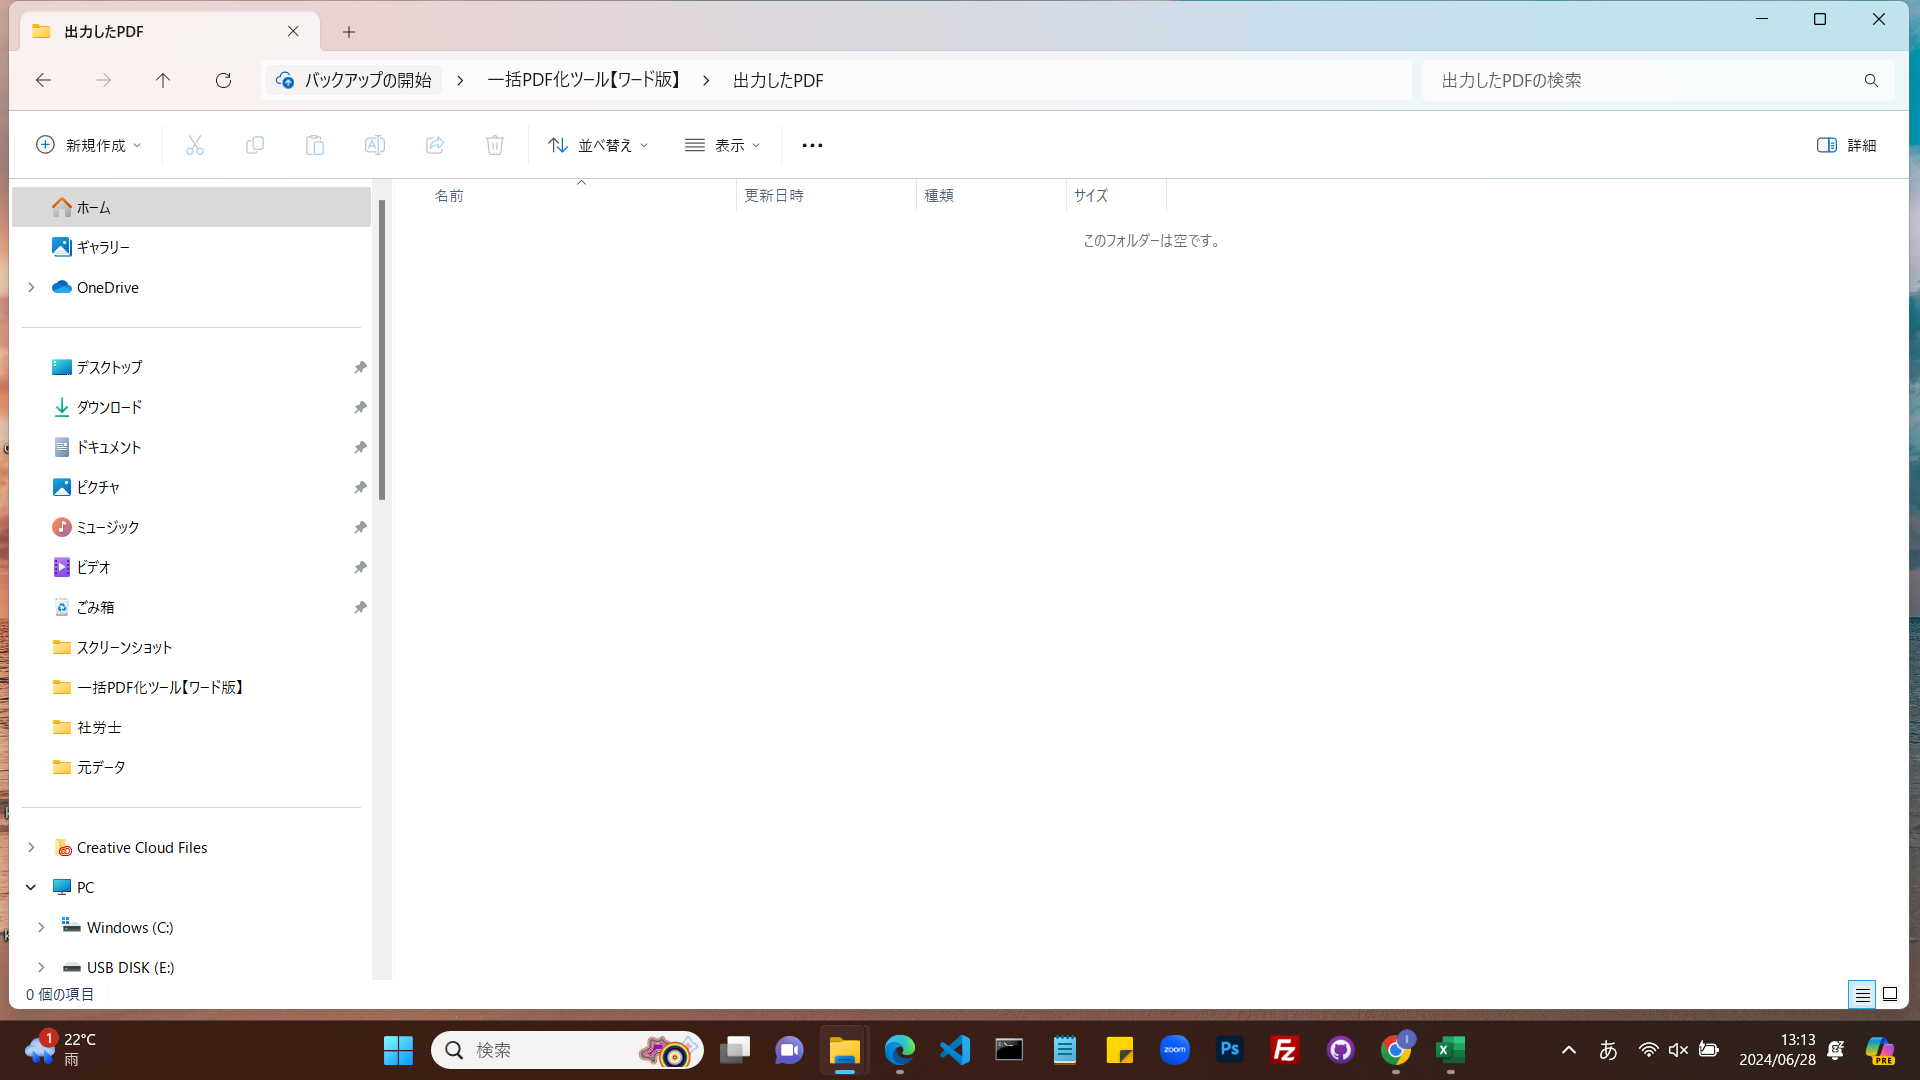 出力したPDF
バックアップの開始 一括PDF化ツール【ワード版】 出力したPDF
出力したPDFの検索
新規作成
並べ替え
表示
詳細
名前 更新日時 種類 サイズ
このフォルダーは空です。
ホーム
ギャラリー
OneDrive
デスクトップ
ダウンロード
ドキュメント
ピクチャ
ミュージック
ビデオ
ごみ箱
スクリーンショット
一括PDF化ツール【ワード版】
社労士
元データ
Creative Cloud Files
PC
Windows (C:)
USB DISK (E:)
0 個の項目
1
22°C
雨
検索
zoom
Ps
Fz
I
X
あ
13:13
2024/06/28
PRE